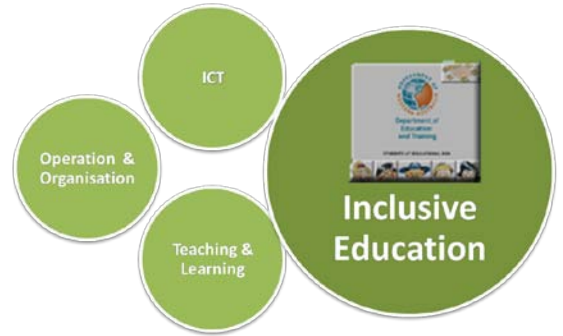 ICT
Operation &
Organisation
Teaching &
Learning
Department of
Education
and Training
Inclusive
Education